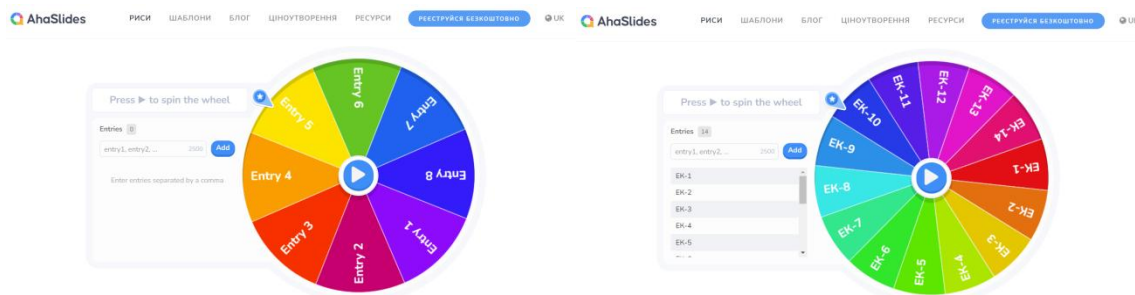 AhaSlides РИСИ ШАБЛОНИ БЛОГ ЦІНОУТВОРЕННЯ РЕСУРСИ РЕЄСТРУЙСЯ БЕЗКОШТОВНО UK
Press ▶ to spin the wheel
Entries 0
entry1, entry2, ... 2500 Add
Enter entries separated by a comma
Entry 6
Entry 7
Entry 8
Entry 1
Entry 2
Entry 3
Entry 4
Entry 5
AhaSlides РИСИ ШАБЛОНИ БЛОГ ЦІНОУТВОРЕННЯ РЕСУРСИ РЕЄСТРУЙСЯ БЕЗКОШТОВНО
Press ▶ to spin the wheel
Entries 14
entry1, entry2, ... 2500 Add
ЕК-1
ЕК-2
ЕК-3
ЕК-4
ЕК-5
ЕК-12
ЕК-13
ЕК-14
ЕК-1
ЕК-2
ЕК-3
ЕК-4
ЕК-5
ЕК-6
ЕК-7
ЕК-8
ЕК-9
ЕК-10
ЕК-11